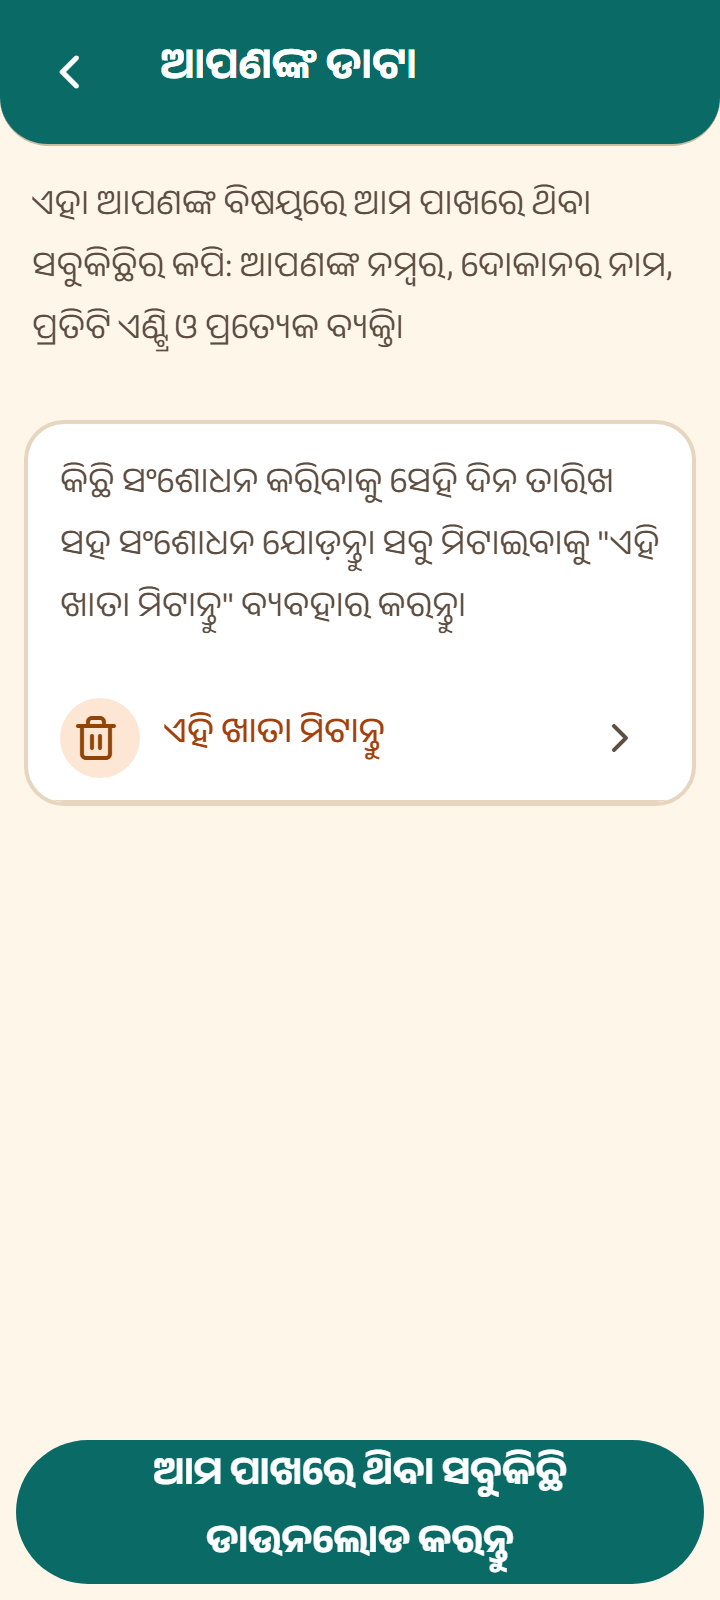 ଆପଣଙ୍କ ଡାଟା
ଏହା ଆପଣଙ୍କ ବିଷୟରେ ଆମ ପାଖରେ ଥିବା
ସବୁକିଛିର କପି: ଆପଣଙ୍କ ନମ୍ବର, ଦୋକାନର ନାମ,
ପ୍ରତିଟି ଏଣ୍ଟ୍ରି ଓ ପ୍ରତ୍ୟେକ ବ୍ୟକ୍ତି।
କିଛି ସଂଶୋଧନ କରିବାକୁ ସେହି ଦିନ ତାରିଖ
ସହ ସଂଶୋଧନ ଯୋଡ଼ନ୍ତୁ। ସବୁ ମିଟାଇବାକୁ "ଏହି
ଖାତା ମିଟାନ୍ତୁ" ବ୍ୟବହାର କରନ୍ତୁ।
ଏହି ଖାତା ମିଟାନ୍ତୁ
ଆମ ପାଖରେ ଥିବା ସବୁକିଛି
ଡାଉନଲୋଡ କରନ୍ତୁ